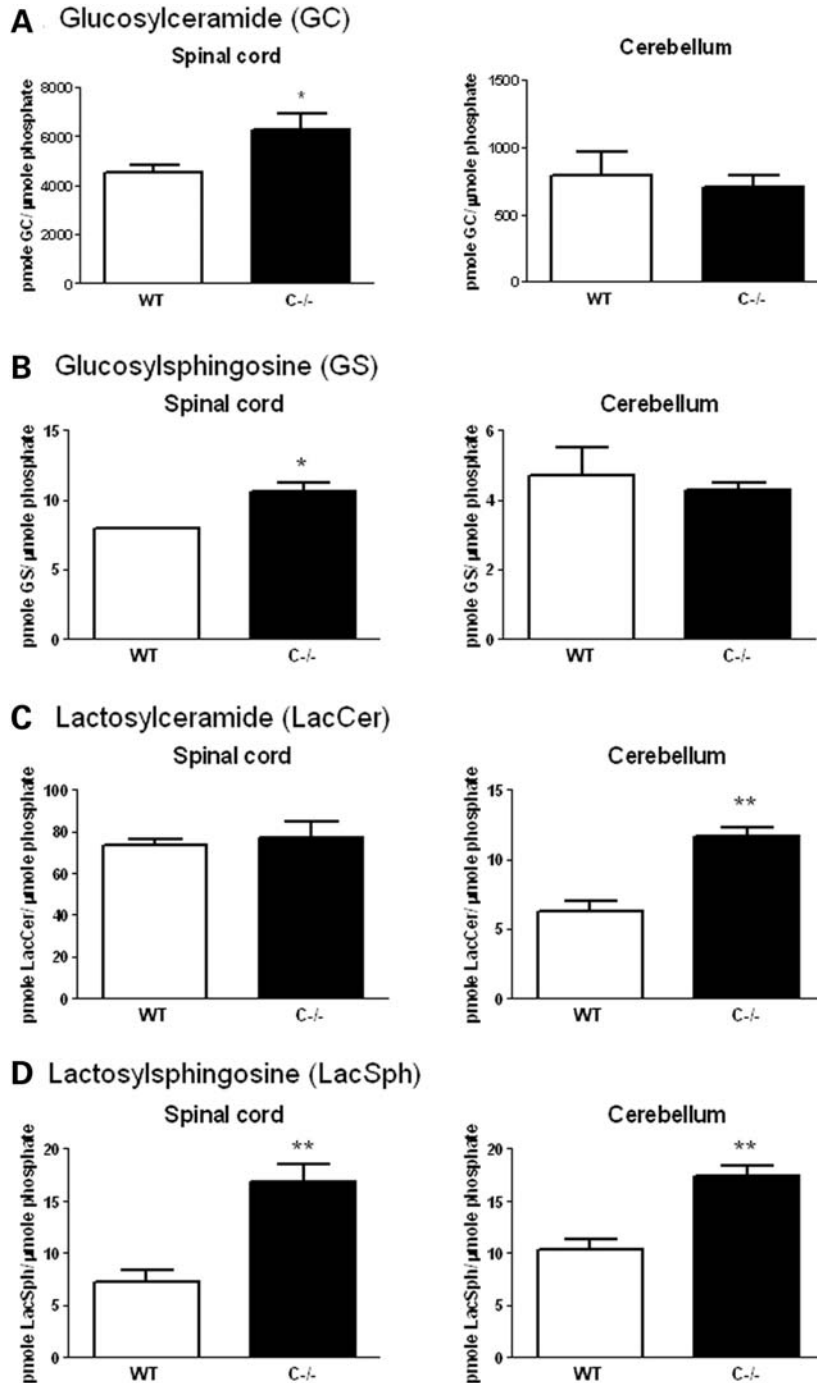 A Glucosylceramide (GC)
Spinal cord
pmole GC/ µmole phosphate
8000
6000
4000
2000
0
*
WT
C-/-
Cerebellum
pmole GC/ µmole phosphate
1500
1000
500
0
WT
C-/-
B Glucosylsphingosine (GS)
Spinal cord
pmole GS/ µmole phosphate
15
10
5
0
*
WT
C-/-
Cerebellum
pmole GS/ µmole phosphate
6
4
2
0
WT
C-/-
C Lactosylceramide (LacCer)
Spinal cord
pmole LacCer/ µmole phosphate
100
80
60
40
20
0
WT
C-/-
Cerebellum
pmole LacCer/ µmole phosphate
15
10
5
0
**
WT
C-/-
D Lactosylsphingosine (LacSph)
Spinal cord
pmole LacSph/ µmole phosphate
20
15
10
5
0
**
WT
C-/-
Cerebellum
pmole LacSph/ µmole phosphate
20
15
10
5
0
**
WT
C-/-